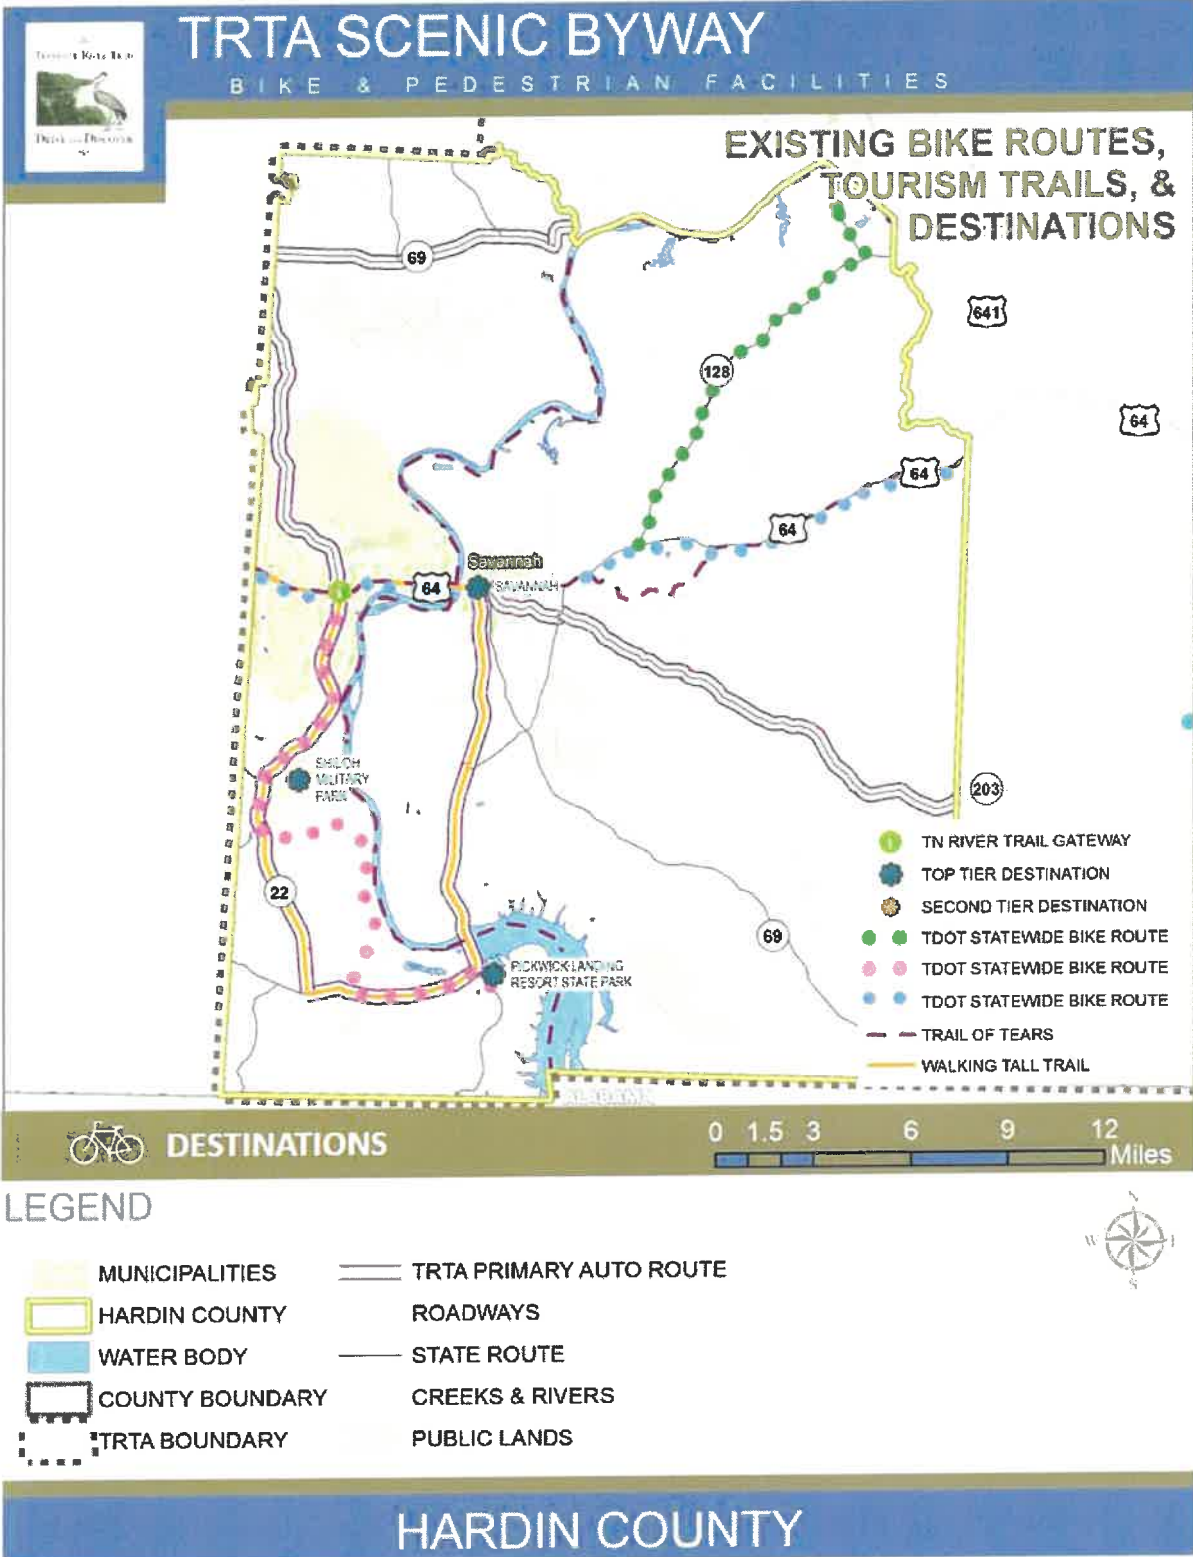 TRTA SCENIC BYWAY
BIKE & PEDESTRIAN FACILITIES
EXISTING BIKE ROUTES,
TOURISM TRAILS, &
DESTINATIONS
69
641
128
64
64
64
Savannah
64
SAVANNAH
SHILOH
MILITARY
PARK
203
22
69
PICKWICK LANDING
RESORT STATE PARK
TN RIVER TRAIL GATEWAY
TOP TIER DESTINATION
SECOND TIER DESTINATION
TDOT STATEWIDE BIKE ROUTE
TDOT STATEWIDE BIKE ROUTE
TDOT STATEWIDE BIKE ROUTE
TRAIL OF TEARS
WALKING TALL TRAIL
ALABAMA
DESTINATIONS
0 1.5 3 6 9 12
Miles
LEGEND
N
W
S
MUNICIPALITIES
HARDIN COUNTY
WATER BODY
COUNTY BOUNDARY
TRTA BOUNDARY
TRTA PRIMARY AUTO ROUTE
ROADWAYS
STATE ROUTE
CREEKS & RIVERS
PUBLIC LANDS
HARDIN COUNTY